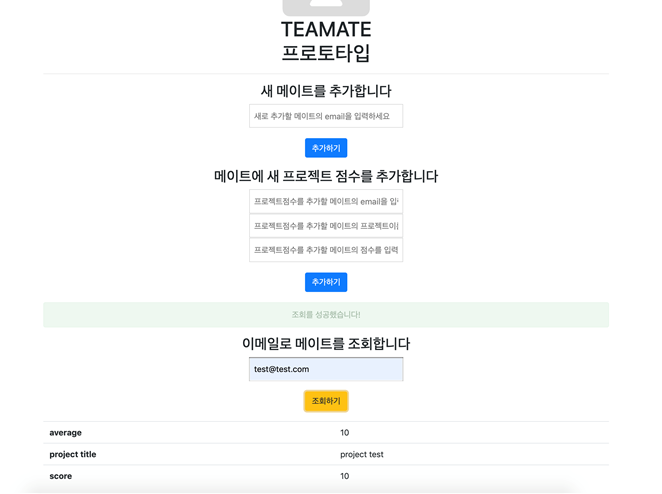 TEAMATE
프로토타입
새 메이트를 추가합니다
새로 추가할 메이트의 email을 입력하세요
추가하기
메이트에 새 프로젝트 점수를 추가합니다
프로젝트점수를 추가할 메이트의 email을 입
프로젝트점수를 추가할 메이트의 프로젝트이
프로젝트점수를 추가할 메이트의 점수를 입력
추가하기
조회를 성공했습니다!
이메일로 메이트를 조회합니다
test@test.com
조회하기
average 10
project title project test
score 10